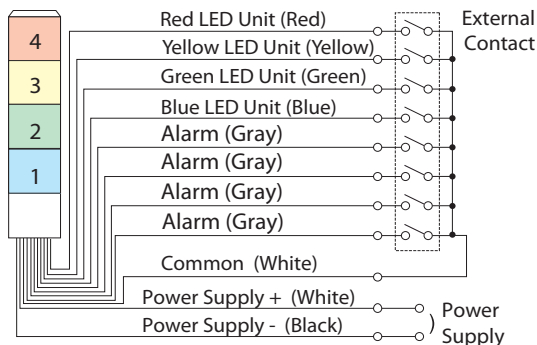 Red LED Unit (Red)
External
Contact
Yellow LED Unit (Yellow)
Green LED Unit (Green)
Blue LED Unit (Blue)
Alarm (Gray)
Alarm (Gray)
Alarm (Gray)
Alarm (Gray)
Common (White)
Power Supply + (White)
Power Supply - (Black)
Power
Supply
4
3
2
1